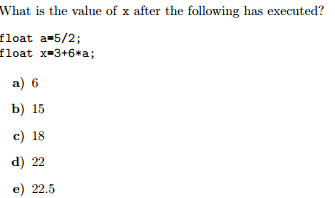 What is the value of x after the following has executed?
float a=5/2;
float x=3+6*a;
a) 6
b) 15
c) 18
d) 22
e) 22.5